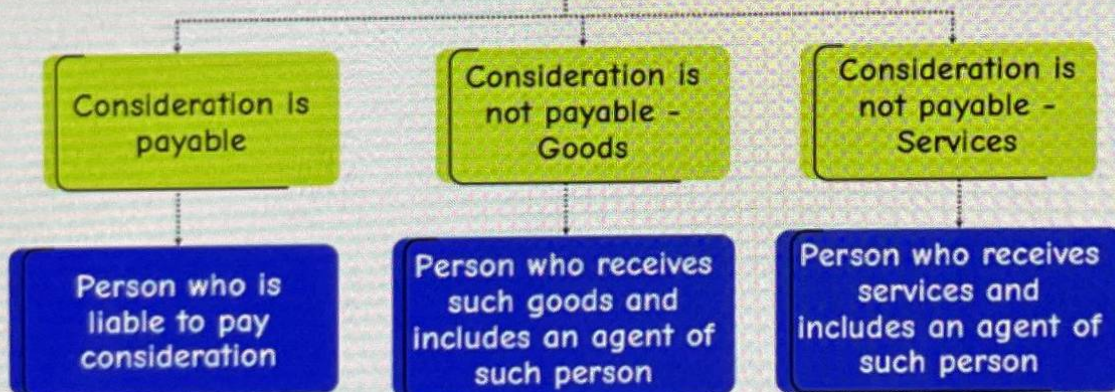 Consideration is
payable
Consideration is
not payable -
Goods
Consideration is
not payable -
Services
Person who is
liable to pay
consideration
Person who receives
such goods and
includes an agent of
such person
Person who receives
services and
includes an agent of
such person